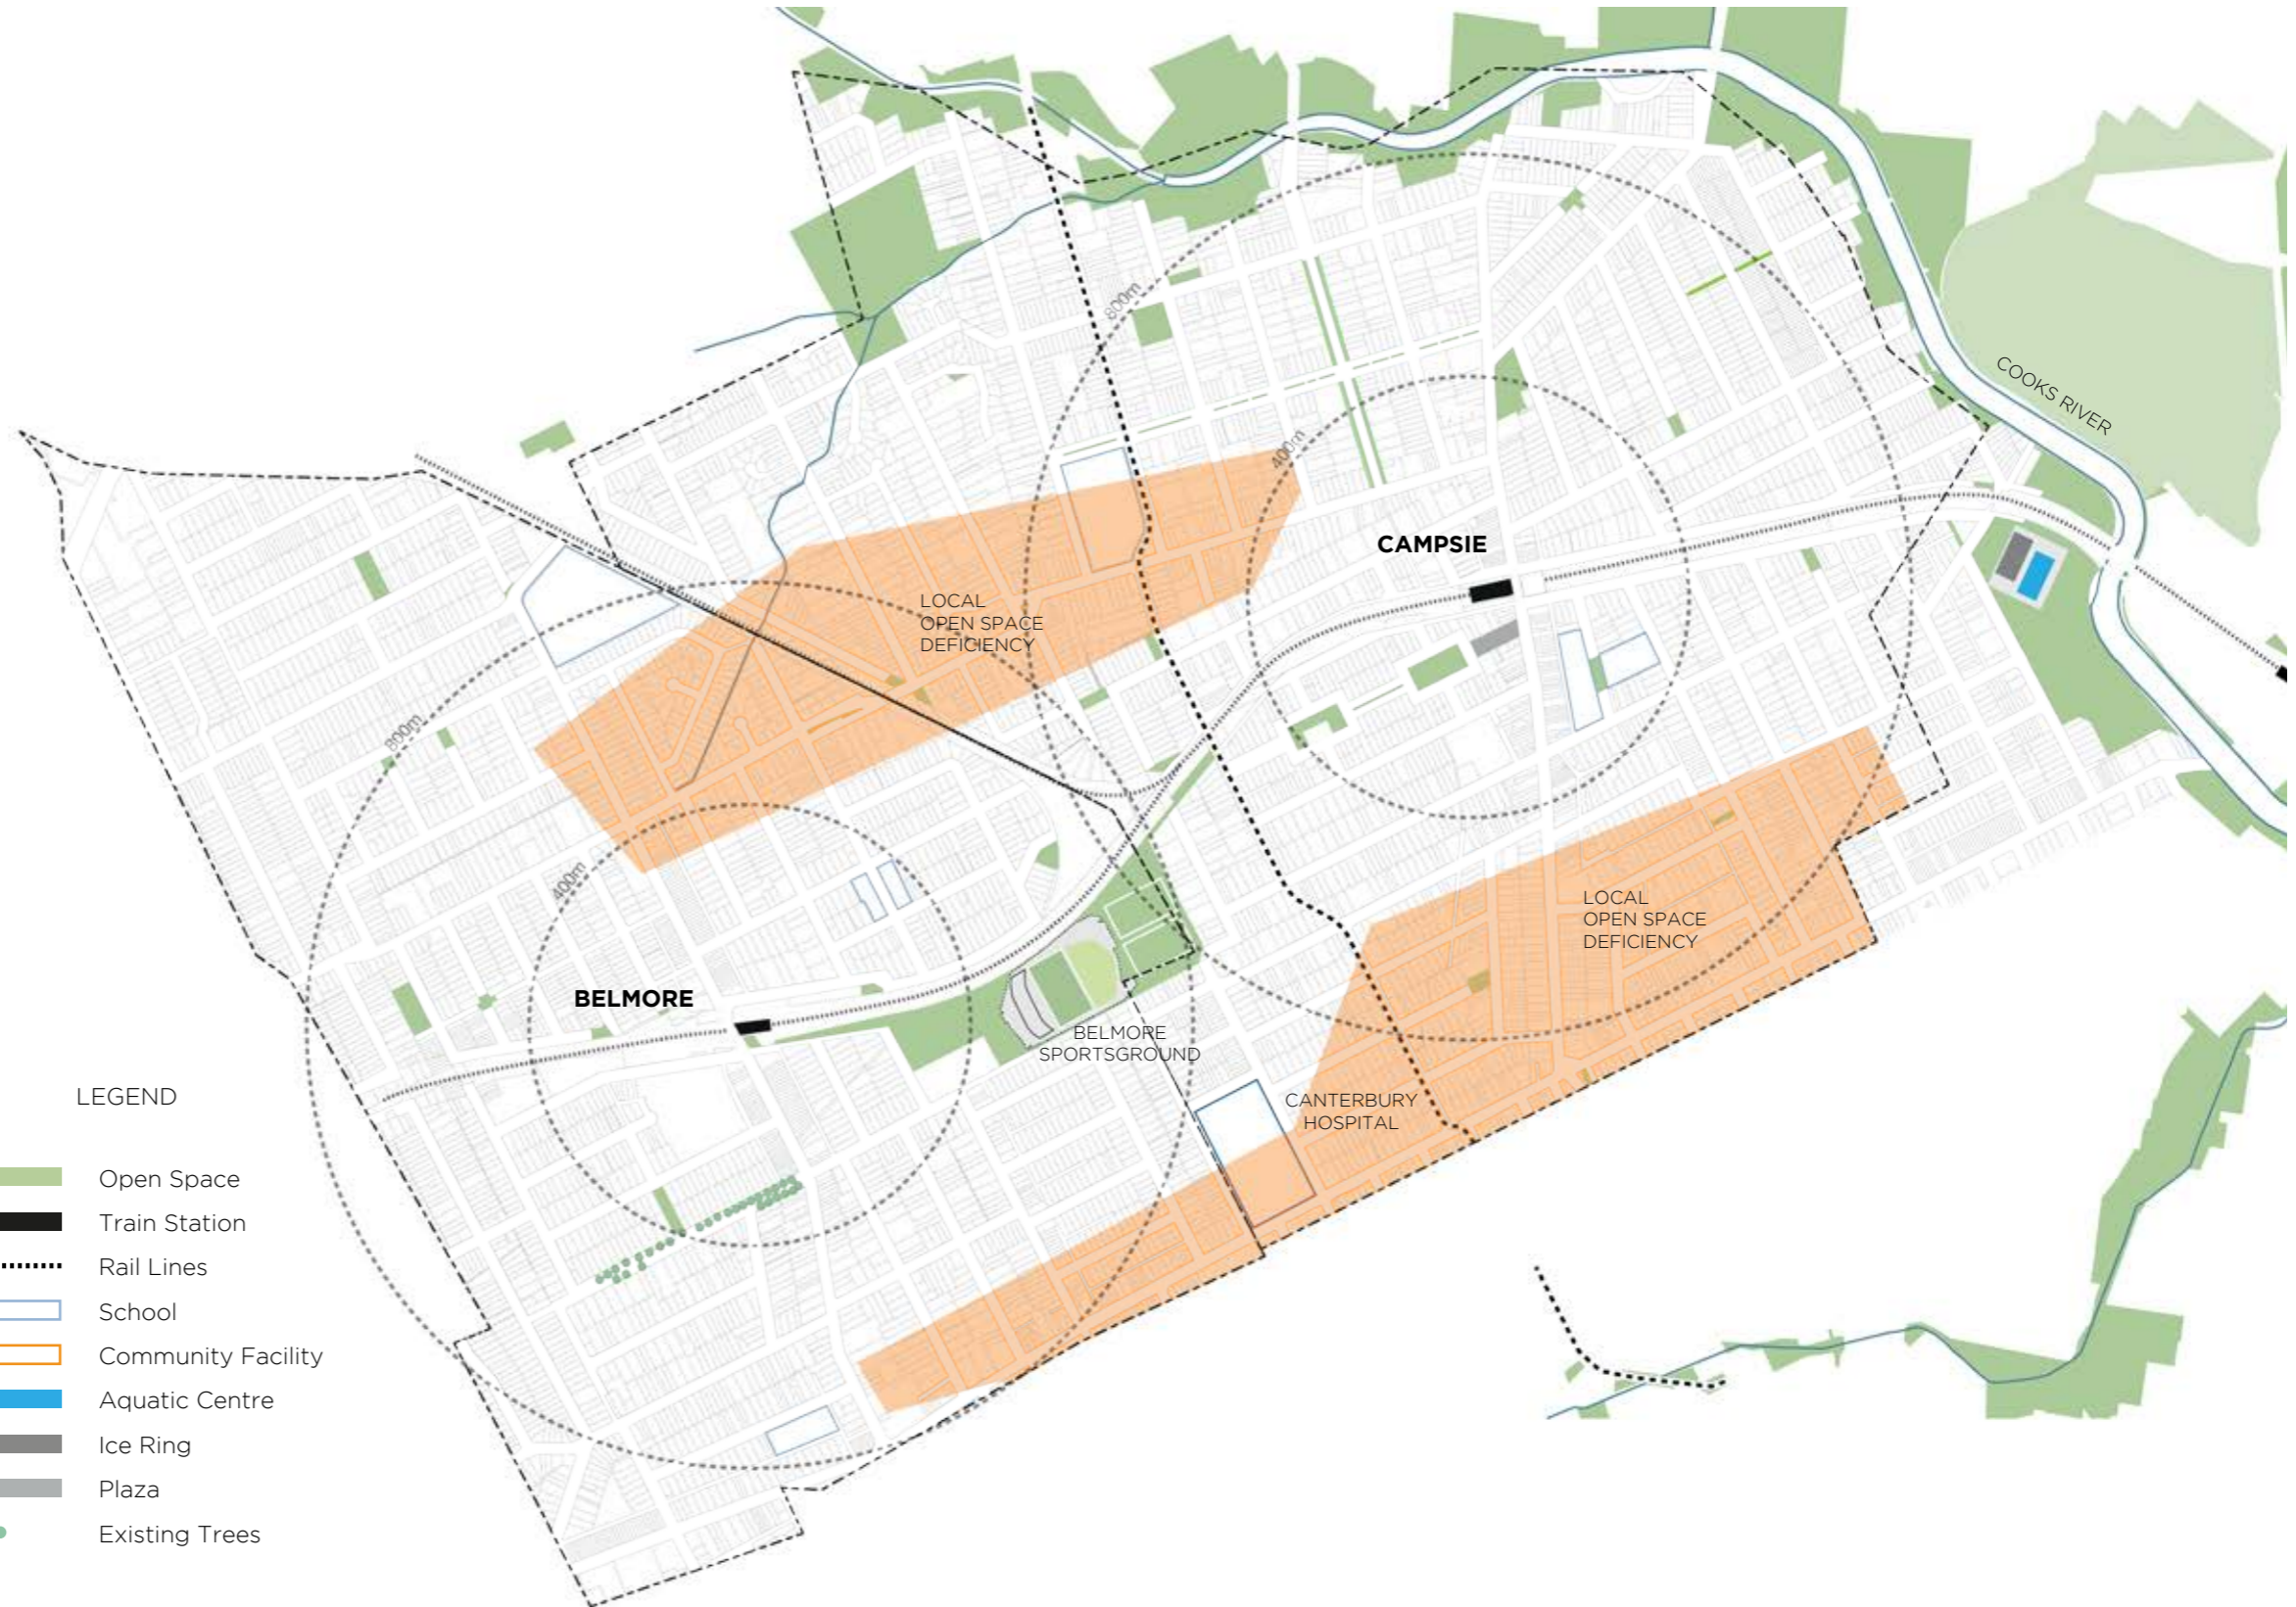 COOKS RIVER
800m
400m
CAMPSIE
LOCAL
OPEN SPACE
DEFICIENCY
800m
400m
LOCAL
OPEN SPACE
DEFICIENCY
BELMORE
BELMORE
SPORTSGROUND
CANTERBURY
HOSPITAL
LEGEND
Open Space
Train Station
Rail Lines
School
Community Facility
Aquatic Centre
Ice Ring
Plaza
Existing Trees